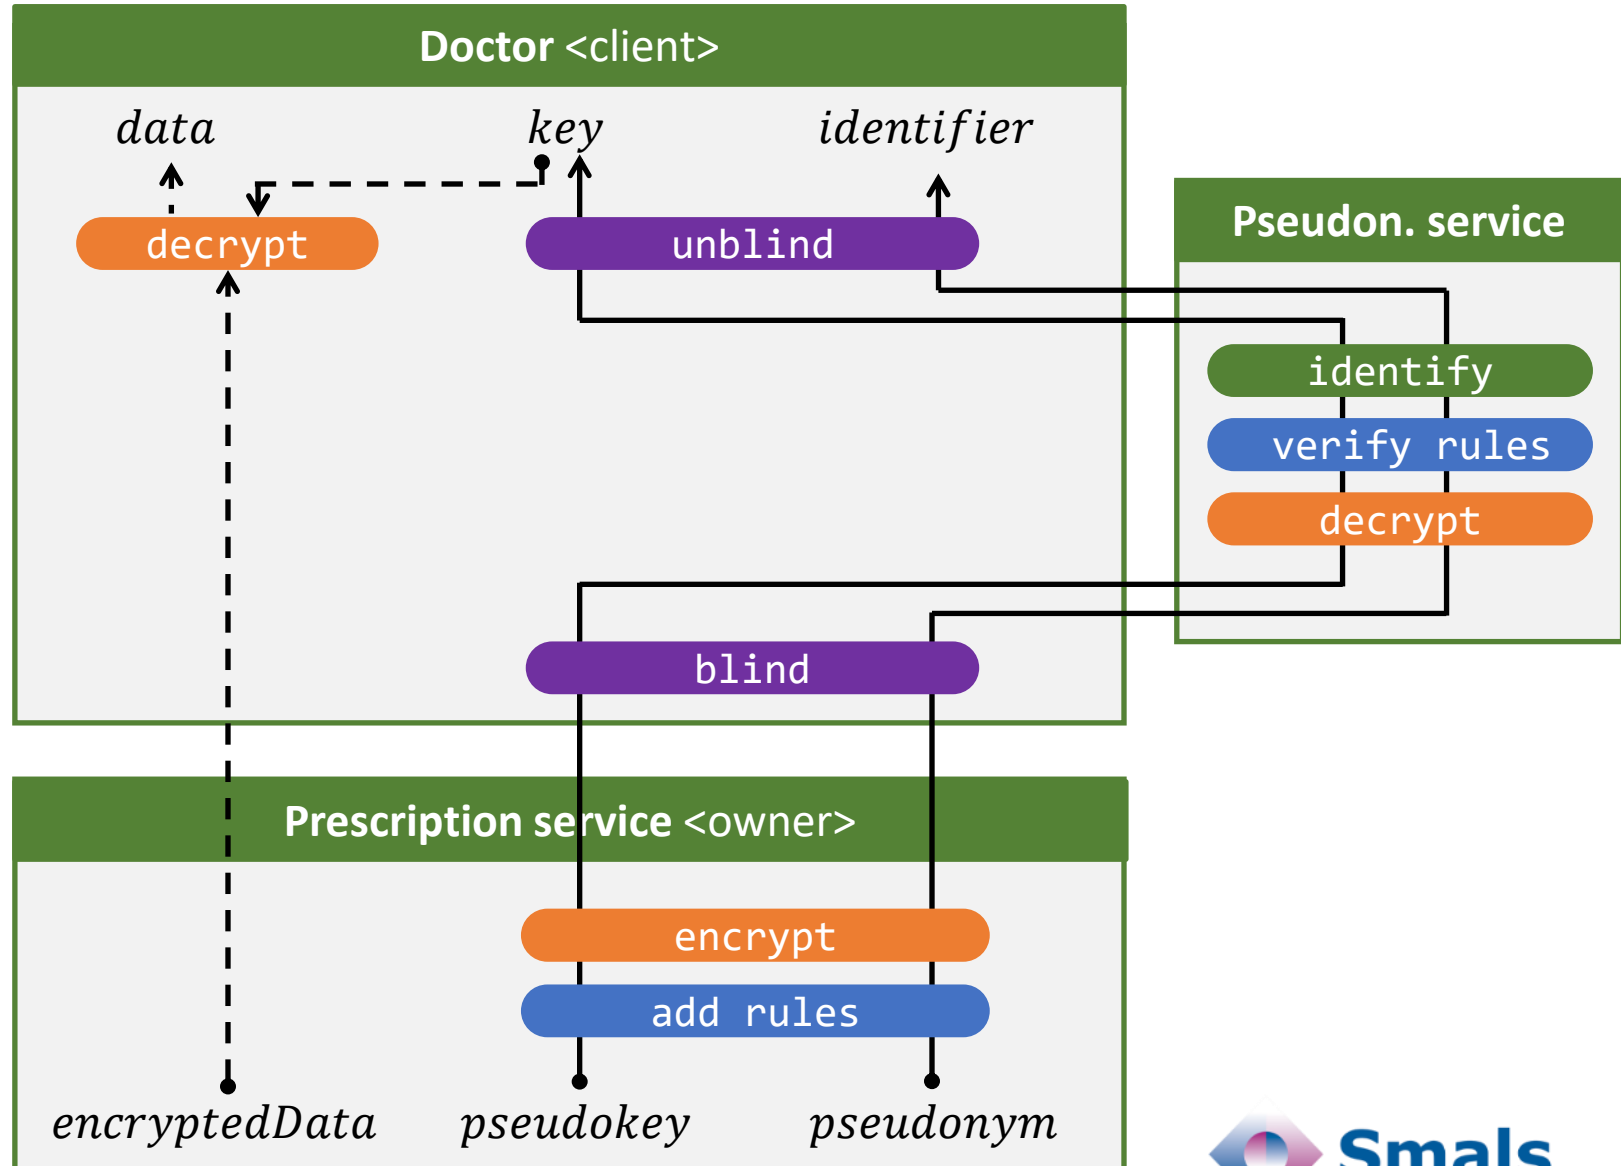 Doctor <client>
data
key
identifier
decrypt
unblind
Pseudon. service
identify
verify rules
decrypt
blind
Prescription service <owner>
encrypt
add rules
encryptedData
pseudokey
pseudonym
Smals